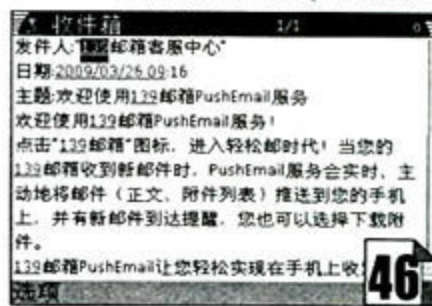 收件箱 1/1
发件人:"139邮箱客服中心"
日期:2009/03/26 09:16
主题:欢迎使用139邮箱PushEmail服务
欢迎使用139邮箱PushEmail服务！
点击"139邮箱"图标，进入轻松邮时代！当您的
139邮箱收到新邮件时，PushEmail服务会实时、主
动地将邮件（正文、附件列表）推送到您的手机
上，并有新邮件到达提醒，您也可以选择下载附
件。
139邮箱PushEmail让您轻松实现在手机上收
选项
46